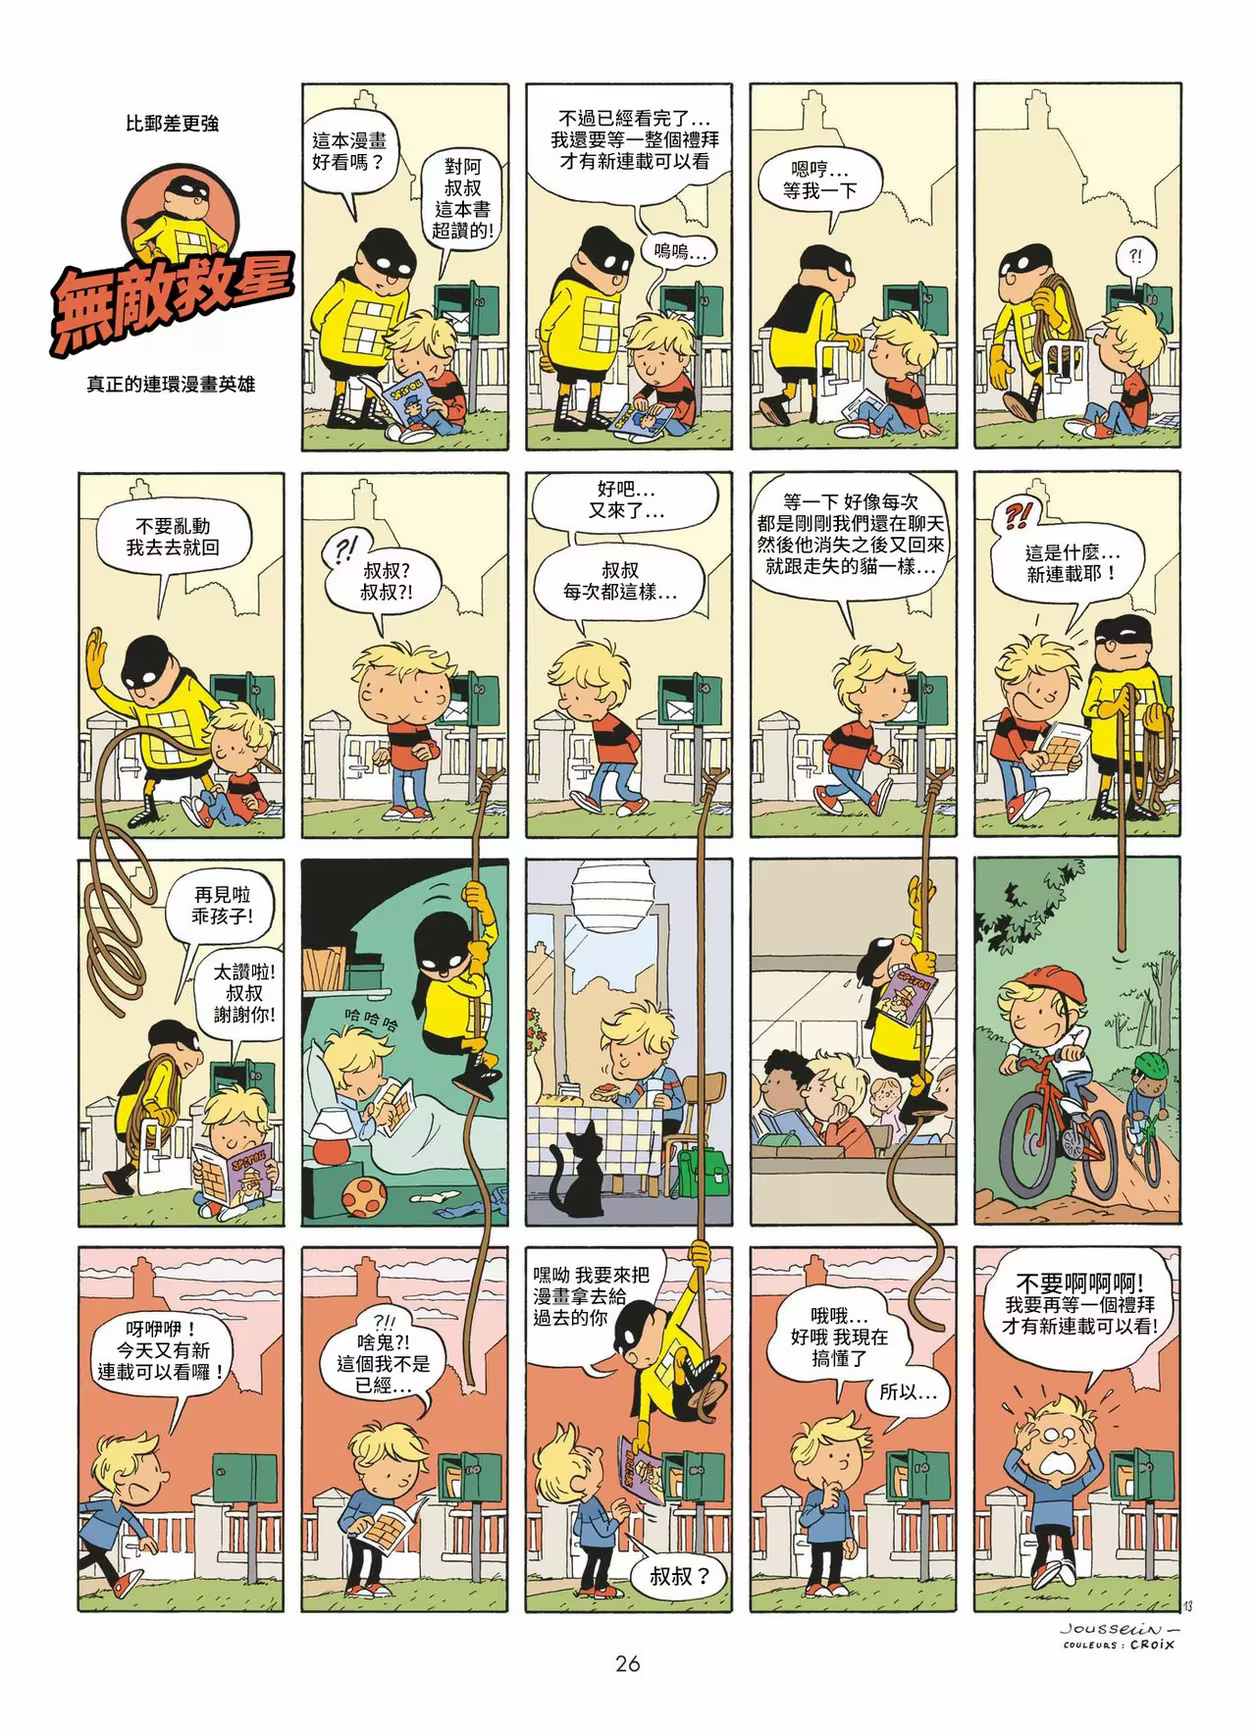 比郵差更強
無敵救星
真正的連環漫畫英雄
這本漫畫
好看嗎？
對阿
叔叔
這本書
超讚的!
SPIROU
不過已經看完了...
我還要等一整個禮拜
才有新連載可以看
嗚嗚...
SPIROU
嗯哼...
等我一下
?!
不要亂動
我去去就回
?!
叔叔?
叔叔?!
好吧...
又來了...
叔叔
每次都這樣...
等一下 好像每次
都是剛剛我們還在聊天
然後他消失之後又回來
就跟走失的貓一樣...
?!
這是什麼...
新連載耶！
再見啦
乖孩子!
太讚啦!
叔叔
謝謝你!
SPIROU
哈哈哈
SPIROU
呀咿咿！
今天又有新
連載可以看囉！
?!!
啥鬼?!
這個我不是
已經...
嘿呦 我要來把
漫畫拿去給
過去的你
SPIROU
叔叔？
哦哦...
好哦 我現在
搞懂了
所以...
不要啊啊啊!
我要再等一個禮拜
才有新連載可以看!
13
JOUSSELIN
COULEURS : CROIX
26